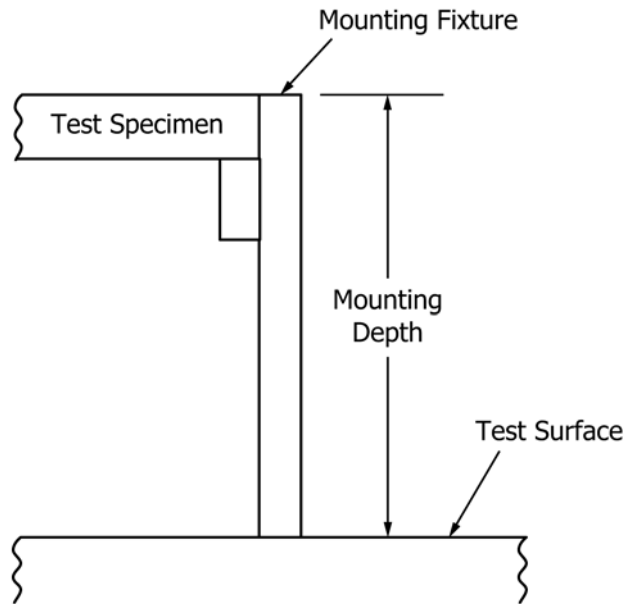 Mounting Fixture
Test Specimen
Mounting
Depth
Test Surface